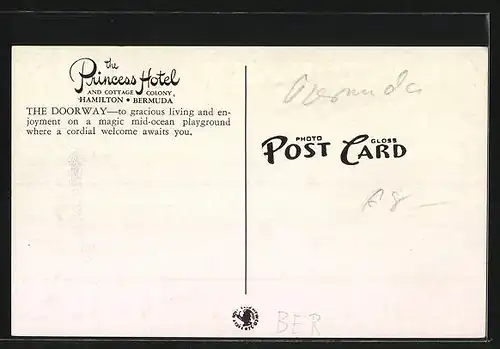 the
Princess Hotel
AND COTTAGE COLONY,
HAMILTON • BERMUDA
THE DOORWAY—to gracious living and en-
joyment on a magic mid-ocean playground
where a cordial welcome awaits you.
Bermuda
PHOTO GLOSS
POST CARD
BER